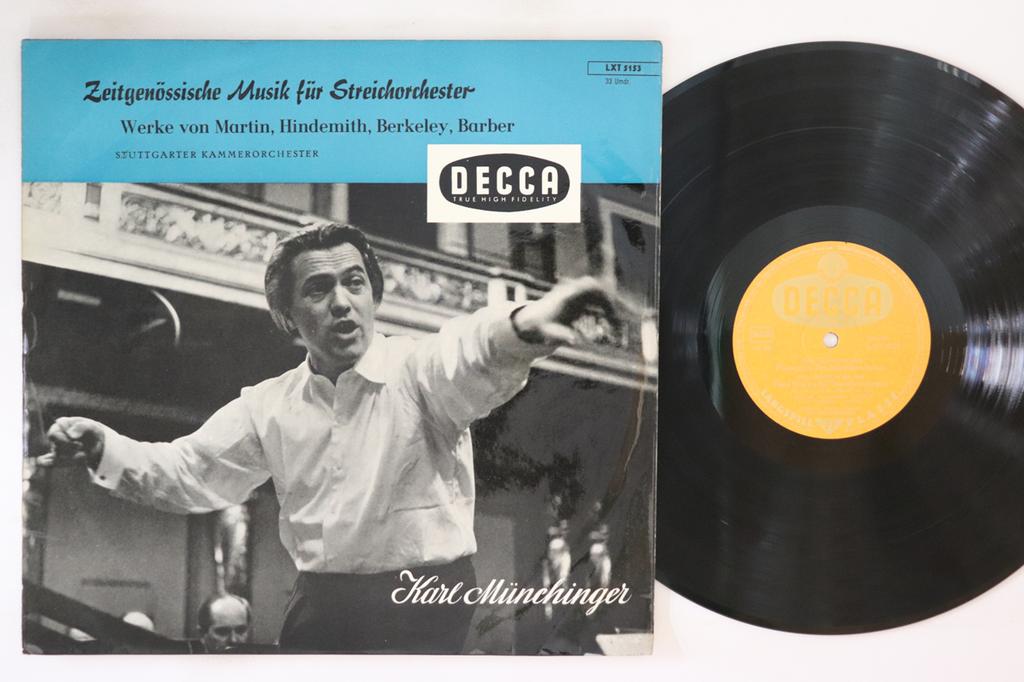 LXT 5153
33 Umdr.
Zeitgenössische Musik für Streichorchester
Werke von Martin, Hindemith, Berkeley, Barber
STUTTGARTER KAMMERORCHESTER
DECCA
TRUE HIGH FIDELITY
Karl Münchinger
DECCA